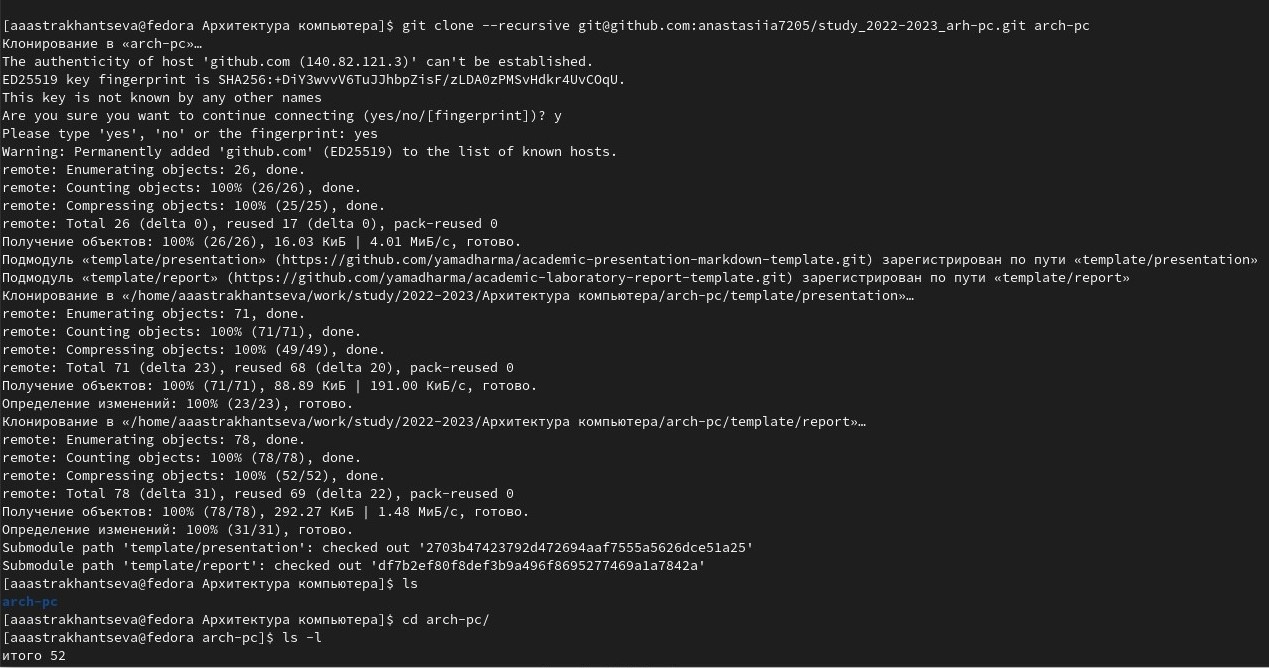 [aaastrakhantseva@fedora Архитектура компьютера]$ git clone --recursive git@github.com:anastasiia7205/study_2022-2023_arh-pc.git arch-pc
Клонирование в «arch-pc»…
The authenticity of host 'github.com (140.82.121.3)' can't be established.
ED25519 key fingerprint is SHA256:+DiY3wvvV6TuJJhbpZisF/zLDA0zPMSvHdkr4UvCOqU.
This key is not known by any other names
Are you sure you want to continue connecting (yes/no/[fingerprint])? y
Please type 'yes', 'no' or the fingerprint: yes
Warning: Permanently added 'github.com' (ED25519) to the list of known hosts.
remote: Enumerating objects: 26, done.
remote: Counting objects: 100% (26/26), done.
remote: Compressing objects: 100% (25/25), done.
remote: Total 26 (delta 0), reused 17 (delta 0), pack-reused 0
Получение объектов: 100% (26/26), 16.03 КиБ | 4.01 МиБ/с, готово.
Подмодуль «template/presentation» (https://github.com/yamadharma/academic-presentation-markdown-template.git) зарегистрирован по пути «template/presentation»
Подмодуль «template/report» (https://github.com/yamadharma/academic-laboratory-report-template.git) зарегистрирован по пути «template/report»
Клонирование в «/home/aaastrakhantseva/work/study/2022-2023/Архитектура компьютера/arch-pc/template/presentation»…
remote: Enumerating objects: 71, done.
remote: Counting objects: 100% (71/71), done.
remote: Compressing objects: 100% (49/49), done.
remote: Total 71 (delta 23), reused 68 (delta 20), pack-reused 0
Получение объектов: 100% (71/71), 88.89 КиБ | 191.00 КиБ/с, готово.
Определение изменений: 100% (23/23), готово.
Клонирование в «/home/aaastrakhantseva/work/study/2022-2023/Архитектура компьютера/arch-pc/template/report»…
remote: Enumerating objects: 78, done.
remote: Counting objects: 100% (78/78), done.
remote: Compressing objects: 100% (52/52), done.
remote: Total 78 (delta 31), reused 69 (delta 22), pack-reused 0
Получение объектов: 100% (78/78), 292.27 КиБ | 1.48 МиБ/с, готово.
Определение изменений: 100% (31/31), готово.
Submodule path 'template/presentation': checked out '2703b47423792d472694aaf7555a5626dce51a25'
Submodule path 'template/report': checked out 'df7b2ef80f8def3b9a496f8695277469a1a7842a'
[aaastrakhantseva@fedora Архитектура компьютера]$ ls
arch-pc
[aaastrakhantseva@fedora Архитектура компьютера]$ cd arch-pc/
[aaastrakhantseva@fedora arch-pc]$ ls -l
итого 52